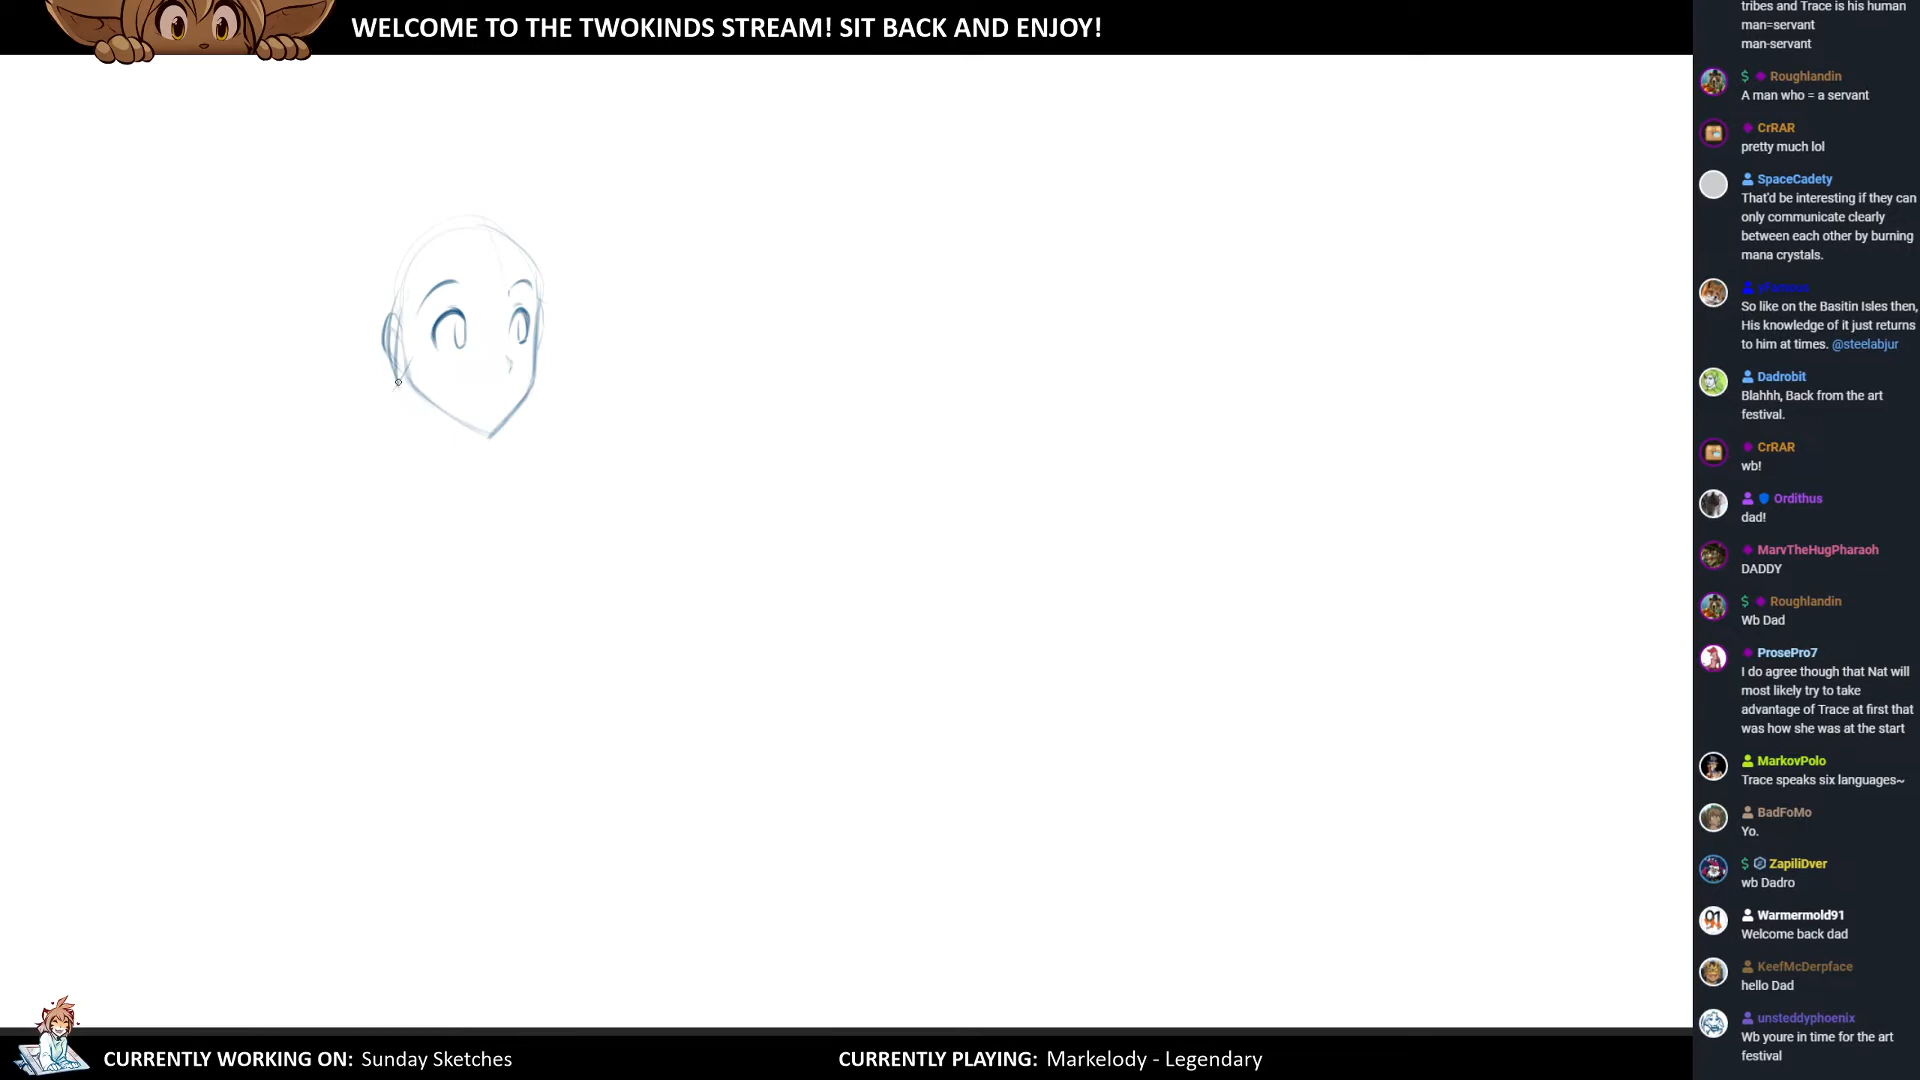 WELCOME TO THE TWOKINDS STREAM! SIT BACK AND ENJOY!
tribes and Trace is his human
man=servant
man-servant
Roughlandin
A man who = a servant
CrRAR
pretty much lol
SpaceCadety
That'd be interesting if they can
only communicate clearly
between each other by burning
mana crystals.
yFamous
So like on the Basitin Isles then,
His knowledge of it just returns
to him at times. @steelabjur
Dadrobit
Blahhh, Back from the art
festival.
CrRAR
wb!
Ordithus
dad!
MarvTheHugPharaoh
DADDY
Roughlandin
Wb Dad
ProsePro7
I do agree though that Nat will
most likely try to take
advantage of Trace at first that
was how she was at the start
MarkovPolo
Trace speaks six languages~
BadFoMo
Yo.
ZapiliDver
wb Dadro
Warmermold91
Welcome back dad
KeefMcDerpface
hello Dad
unsteddyphoenix
Wb youre in time for the art
festival
CURRENTLY WORKING ON: Sunday Sketches
CURRENTLY PLAYING: Markelody - Legendary